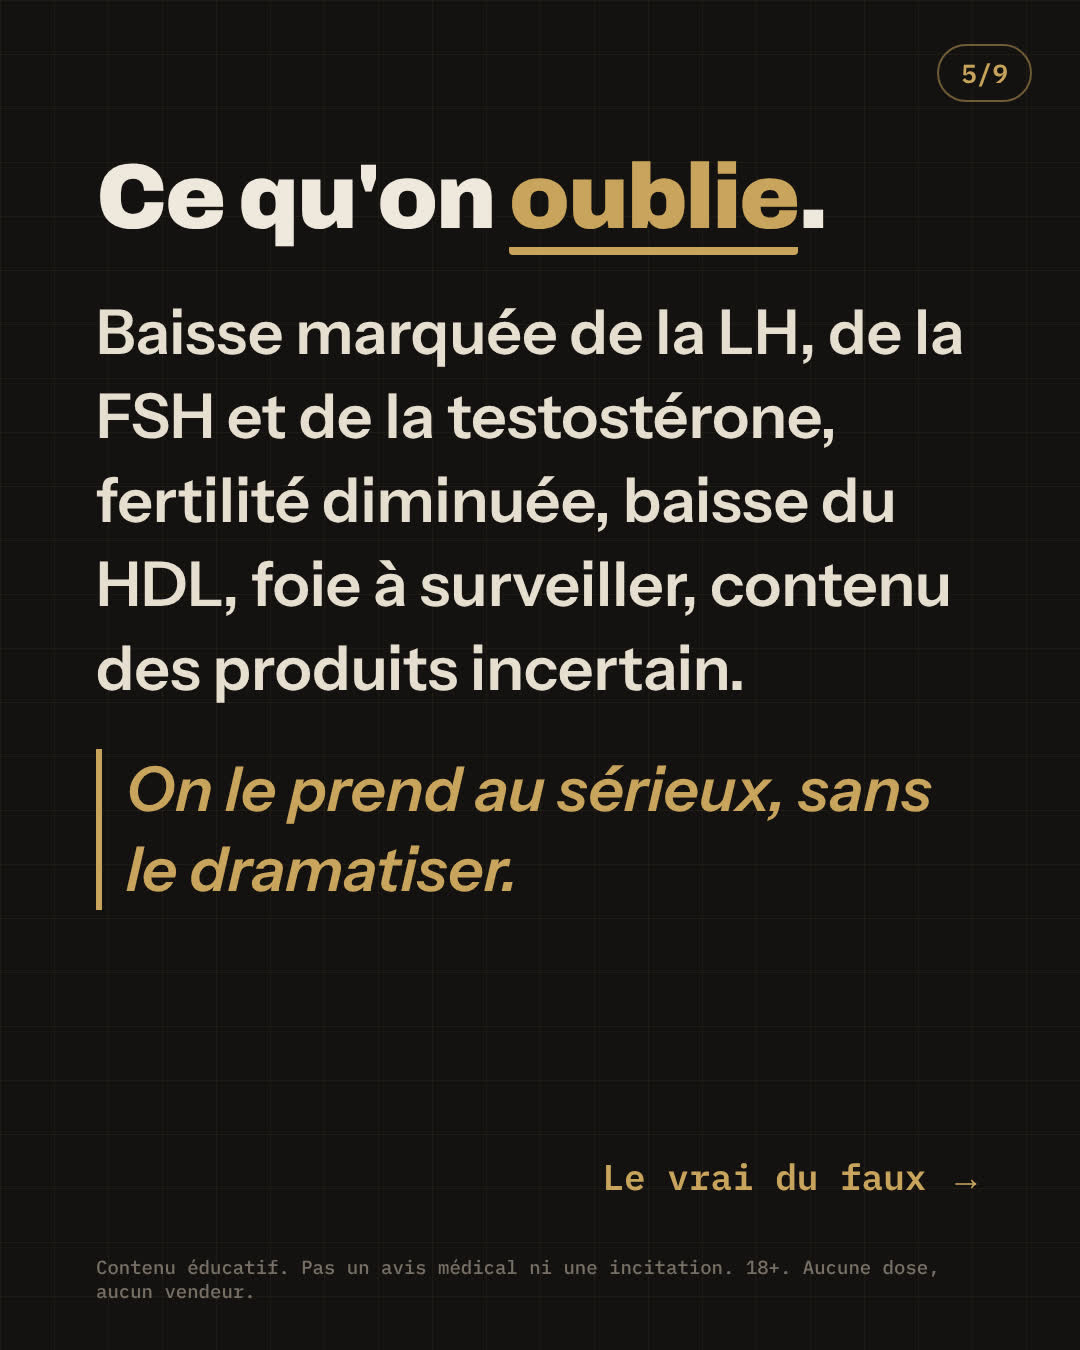 5/9
Ce qu'on oublie.
Baisse marquée de la LH, de la
FSH et de la testostérone,
fertilité diminuée, baisse du
HDL, foie à surveiller, contenu
des produits incertain.
On le prend au sérieux, sans
le dramatiser.
Le vrai du faux →
Contenu éducatif. Pas un avis médical ni une incitation. 18+. Aucune dose,
aucun vendeur.